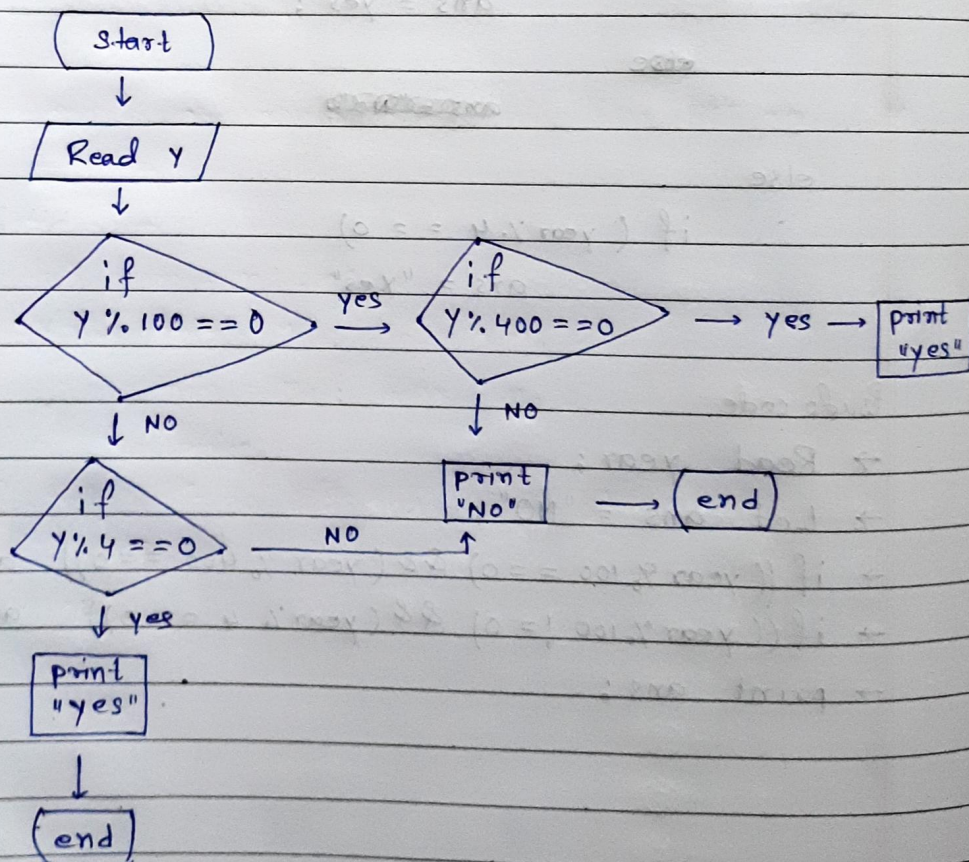 Start
Read Y
if
Y % 100 == 0
yes
if
Y % 400 == 0
yes
print
"yes"
NO
NO
print
"NO"
end
if
Y % 4 == 0
NO
yes
print
"yes"
end